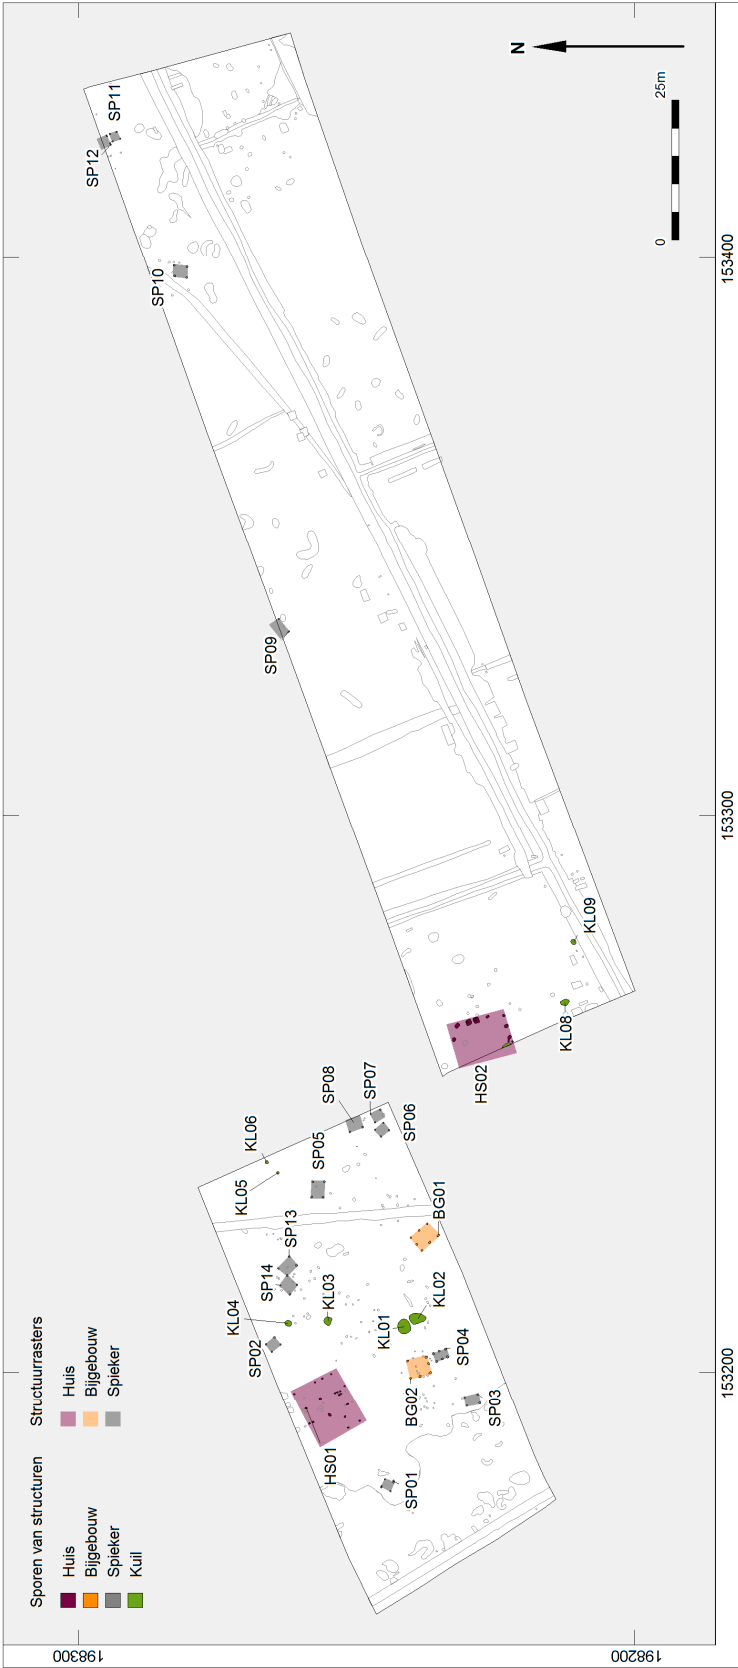 Sporen van structuren
Huis
Bijgebouw
Spieker
Kuil
Structuurrasters
Huis
Bijgebouw
Spieker
N
0
25m
SP12
SP11
SP10
SP09
KL09
KL08
HS02
SP08
SP07
SP06
KL06
KL05
SP05
SP13
SP14
BG01
KL04
KL03
KL02
KL01
SP02
SP04
BG02
SP03
HS01
SP01
153200
153300
153400
198300
198200